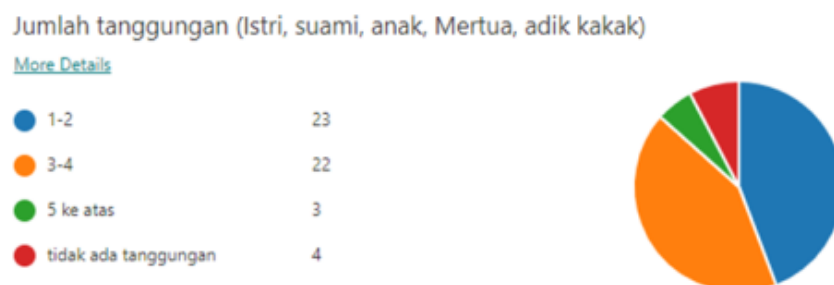 Jumlah tanggungan (Istri, suami, anak, Mertua, adik kakak)
More Details
1-2 23
3-4 22
5 ke atas 3
tidak ada tanggungan 4